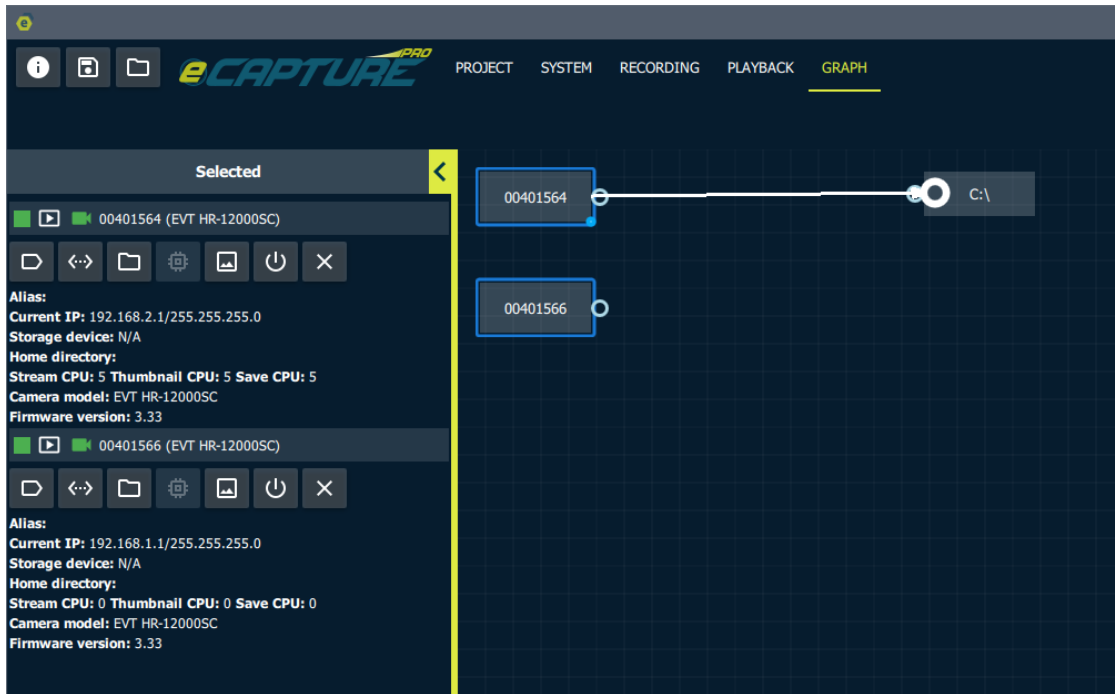 eCAPTURE PRO
PROJECT SYSTEM RECORDING PLAYBACK GRAPH
Selected
00401564 (EVT HR-12000SC)
Alias:
Current IP: 192.168.2.1/255.255.255.0
Storage device: N/A
Home directory:
Stream CPU: 5 Thumbnail CPU: 5 Save CPU: 5
Camera model: EVT HR-12000SC
Firmware version: 3.33
00401566 (EVT HR-12000SC)
Alias:
Current IP: 192.168.1.1/255.255.255.0
Storage device: N/A
Home directory:
Stream CPU: 0 Thumbnail CPU: 0 Save CPU: 0
Camera model: EVT HR-12000SC
Firmware version: 3.33
00401564
C:\
00401566